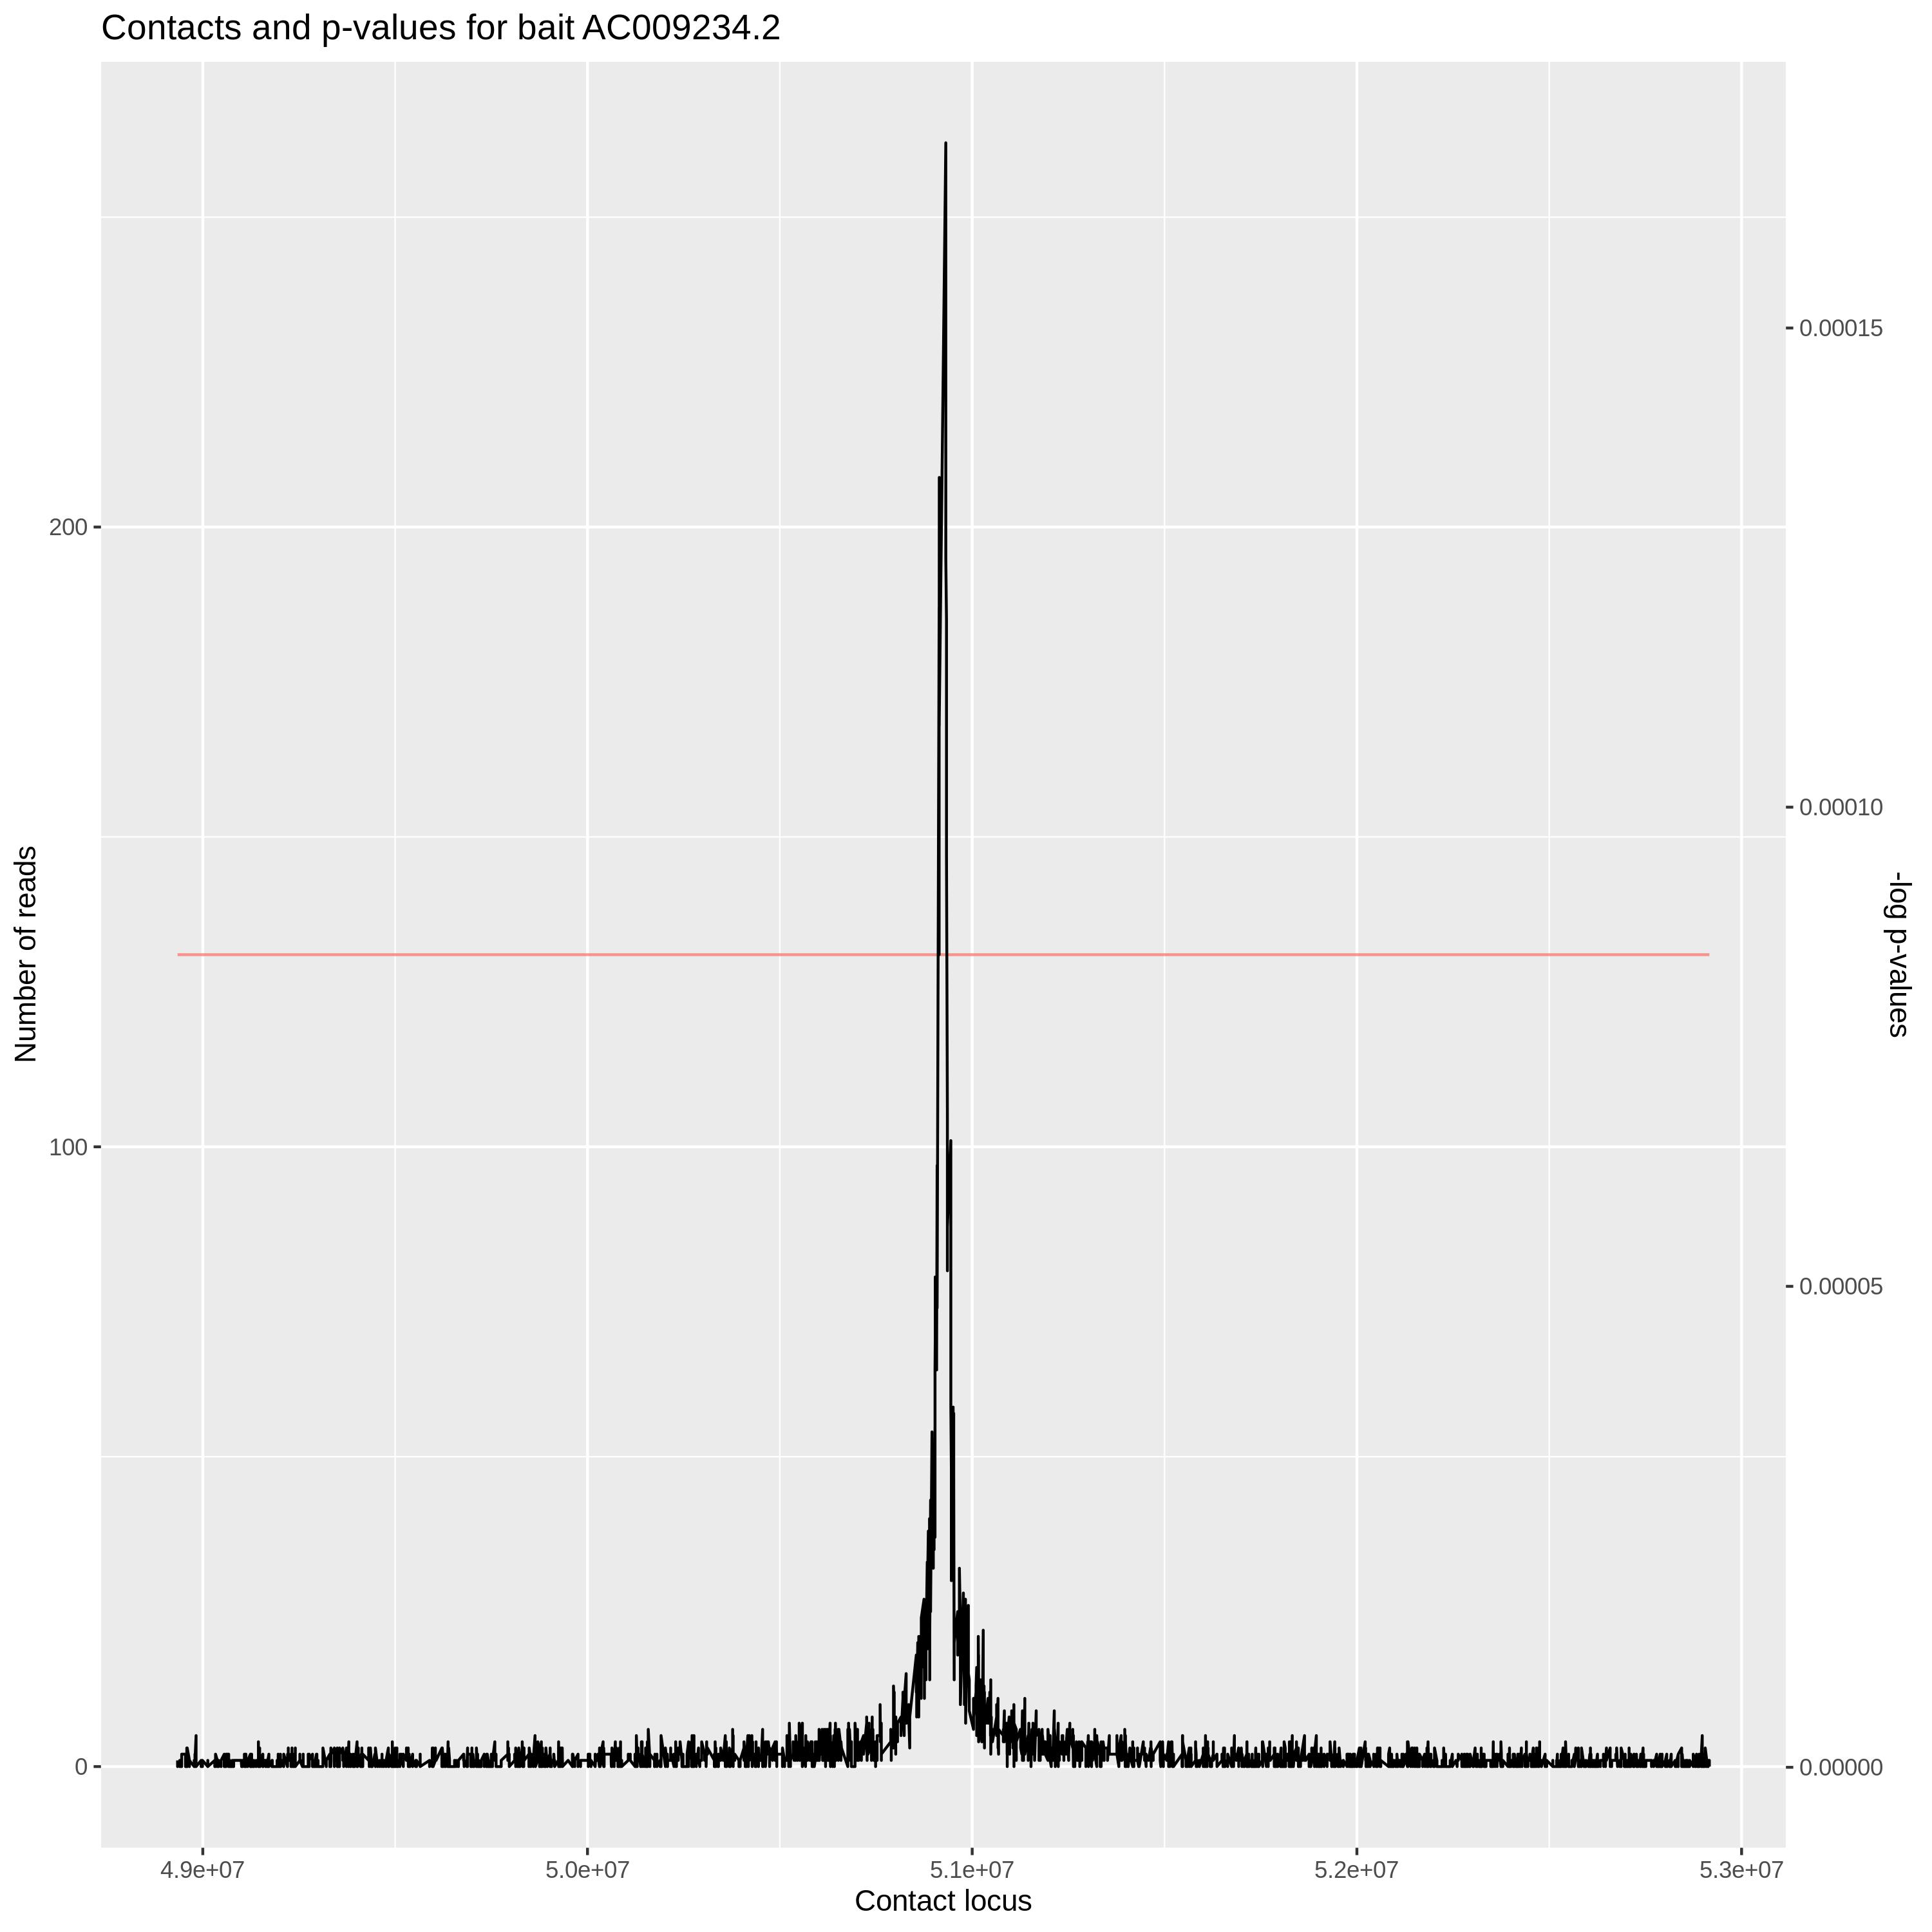 Contacts and p-values for bait AC009234.2
200
100
0
Number of reads
0.00015
0.00010
0.00005
0.00000
-log p-values
4.9e+07
5.0e+07
5.1e+07
5.2e+07
5.3e+07
Contact locus